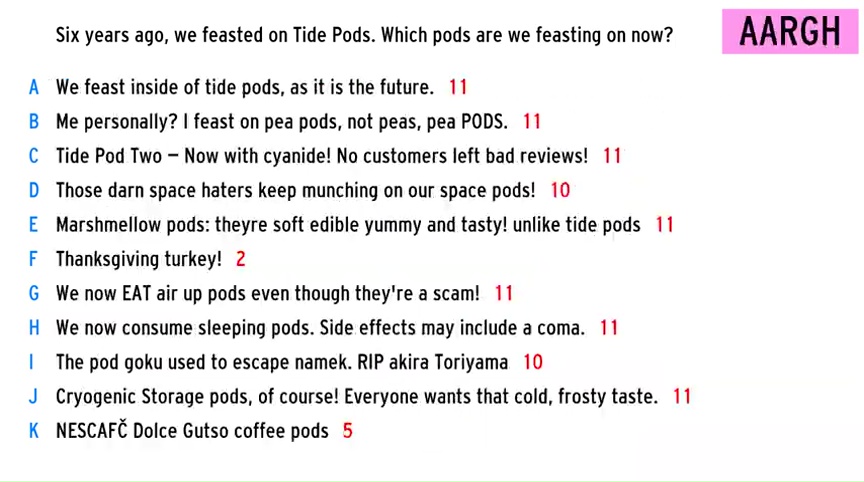 Six years ago, we feasted on Tide Pods. Which pods are we feasting on now?
AARGH
A We feast inside of tide pods, as it is the future. 11
B Me personally? I feast on pea pods, not peas, pea PODS. 11
C Tide Pod Two – Now with cyanide! No customers left bad reviews! 11
D Those darn space haters keep munching on our space pods! 10
E Marshmellow pods: theyre soft edible yummy and tasty! unlike tide pods 11
F Thanksgiving turkey! 2
G We now EAT air up pods even though they're a scam! 11
H We now consume sleeping pods. Side effects may include a coma. 11
I The pod goku used to escape namek. RIP akira Toriyama 10
J Cryogenic Storage pods, of course! Everyone wants that cold, frosty taste. 11
K NESCAFČ Dolce Gutso coffee pods 5